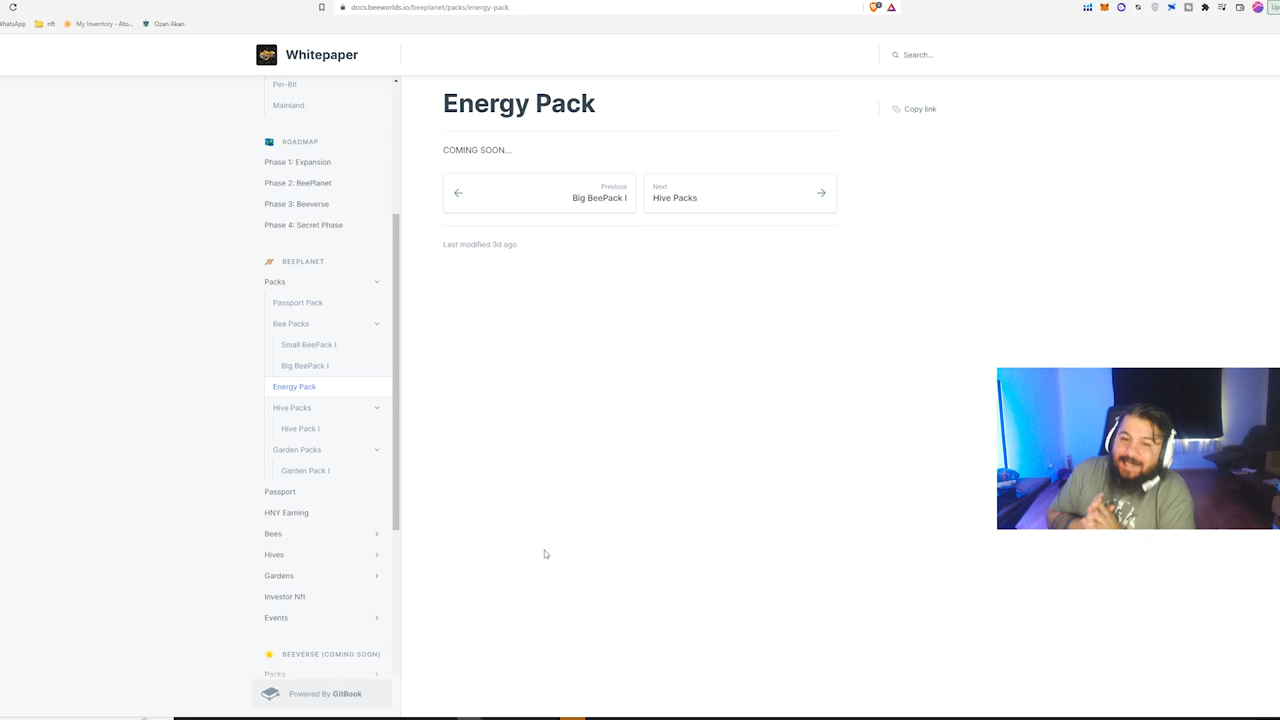 docs.beeworlds.io/beeplanet/packs/energy-pack
WhatsApp
nft
My Inventory - Ato...
Ozan Akan
Whitepaper
Search...
Per-Bit
Mainland
ROADMAP
Phase 1: Expansion
Phase 2: BeePlanet
Phase 3: Beeverse
Phase 4: Secret Phase
BEEPLANET
Packs
Passport Pack
Bee Packs
Small BeePack I
Big BeePack I
Energy Pack
Hive Packs
Hive Pack I
Garden Packs
Garden Pack I
Passport
HNY Earning
Bees
Hives
Gardens
Investor Nft
Events
BEEVERSE (COMING SOON)
Packs
Powered By GitBook
Energy Pack
Copy link
COMING SOON...
Previous
Big BeePack I
Next
Hive Packs
Last modified 3d ago